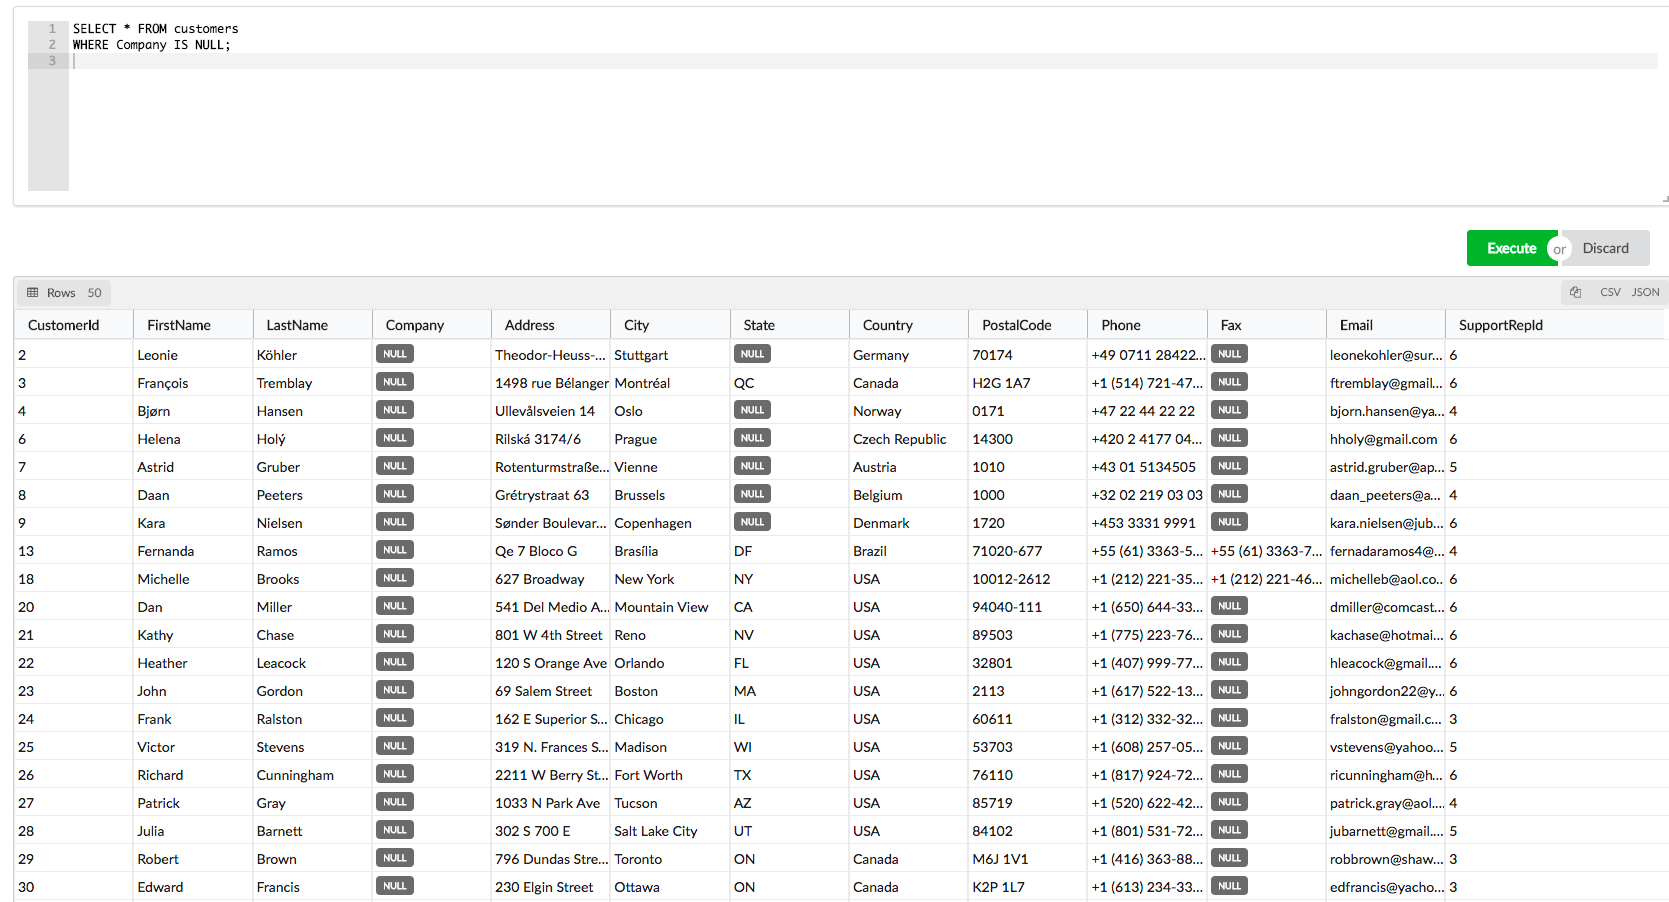 1 SELECT * FROM customers
2 WHERE Company IS NULL;
3
Execute or Discard
Rows 50 CSV JSON
CustomerId FirstName LastName Company Address City State Country PostalCode Phone Fax Email SupportRepId
2 Leonie Köhler NULL Theodor-Heuss-... Stuttgart NULL Germany 70174 +49 0711 28422... NULL leonekohler@sur... 6
3 François Tremblay NULL 1498 rue Bélanger Montréal QC Canada H2G 1A7 +1 (514) 721-47... NULL ftremblay@gmail... 6
4 Bjørn Hansen NULL Ullevålsveien 14 Oslo NULL Norway 0171 +47 22 44 22 22 NULL bjorn.hansen@ya... 4
6 Helena Holý NULL Rilská 3174/6 Prague NULL Czech Republic 14300 +420 2 4177 04... NULL hholy@gmail.com 6
7 Astrid Gruber NULL Rotenturmstraße... Vienne NULL Austria 1010 +43 01 5134505 NULL astrid.gruber@ap... 5
8 Daan Peeters NULL Grétrystraat 63 Brussels NULL Belgium 1000 +32 02 219 03 03 NULL daan_peeters@a... 4
9 Kara Nielsen NULL Sønder Boulevar... Copenhagen NULL Denmark 1720 +453 3331 9991 NULL kara.nielsen@jub... 6
13 Fernanda Ramos NULL Qe 7 Bloco G Brasília DF Brazil 71020-677 +55 (61) 3363-5... +55 (61) 3363-7... fernadaramos4@... 4
18 Michelle Brooks NULL 627 Broadway New York NY USA 10012-2612 +1 (212) 221-35... +1 (212) 221-46... michelleb@aol.co... 6
20 Dan Miller NULL 541 Del Medio A... Mountain View CA USA 94040-111 +1 (650) 644-33... NULL dmiller@comcast... 6
21 Kathy Chase NULL 801 W 4th Street Reno NV USA 89503 +1 (775) 223-76... NULL kachase@hotmai... 6
22 Heather Leacock NULL 120 S Orange Ave Orlando FL USA 32801 +1 (407) 999-77... NULL hleacock@gmail.... 6
23 John Gordon NULL 69 Salem Street Boston MA USA 2113 +1 (617) 522-13... NULL johngordon22@y... 6
24 Frank Ralston NULL 162 E Superior S... Chicago IL USA 60611 +1 (312) 332-32... NULL fralston@gmail.c... 3
25 Victor Stevens NULL 319 N. Frances S... Madison WI USA 53703 +1 (608) 257-05... NULL vstevens@yahoo... 5
26 Richard Cunningham NULL 2211 W Berry St... Fort Worth TX USA 76110 +1 (817) 924-72... NULL ricunningham@h... 6
27 Patrick Gray NULL 1033 N Park Ave Tucson AZ USA 85719 +1 (520) 622-42... NULL patrick.gray@aol.... 4
28 Julia Barnett NULL 302 S 700 E Salt Lake City UT USA 84102 +1 (801) 531-72... NULL jubarnett@gmail.... 5
29 Robert Brown NULL 796 Dundas Stre... Toronto ON Canada M6J 1V1 +1 (416) 363-88... NULL robbrown@shaw... 3
30 Edward Francis NULL 230 Elgin Street Ottawa ON Canada K2P 1L7 +1 (613) 234-33... NULL edfrancis@yacho... 3